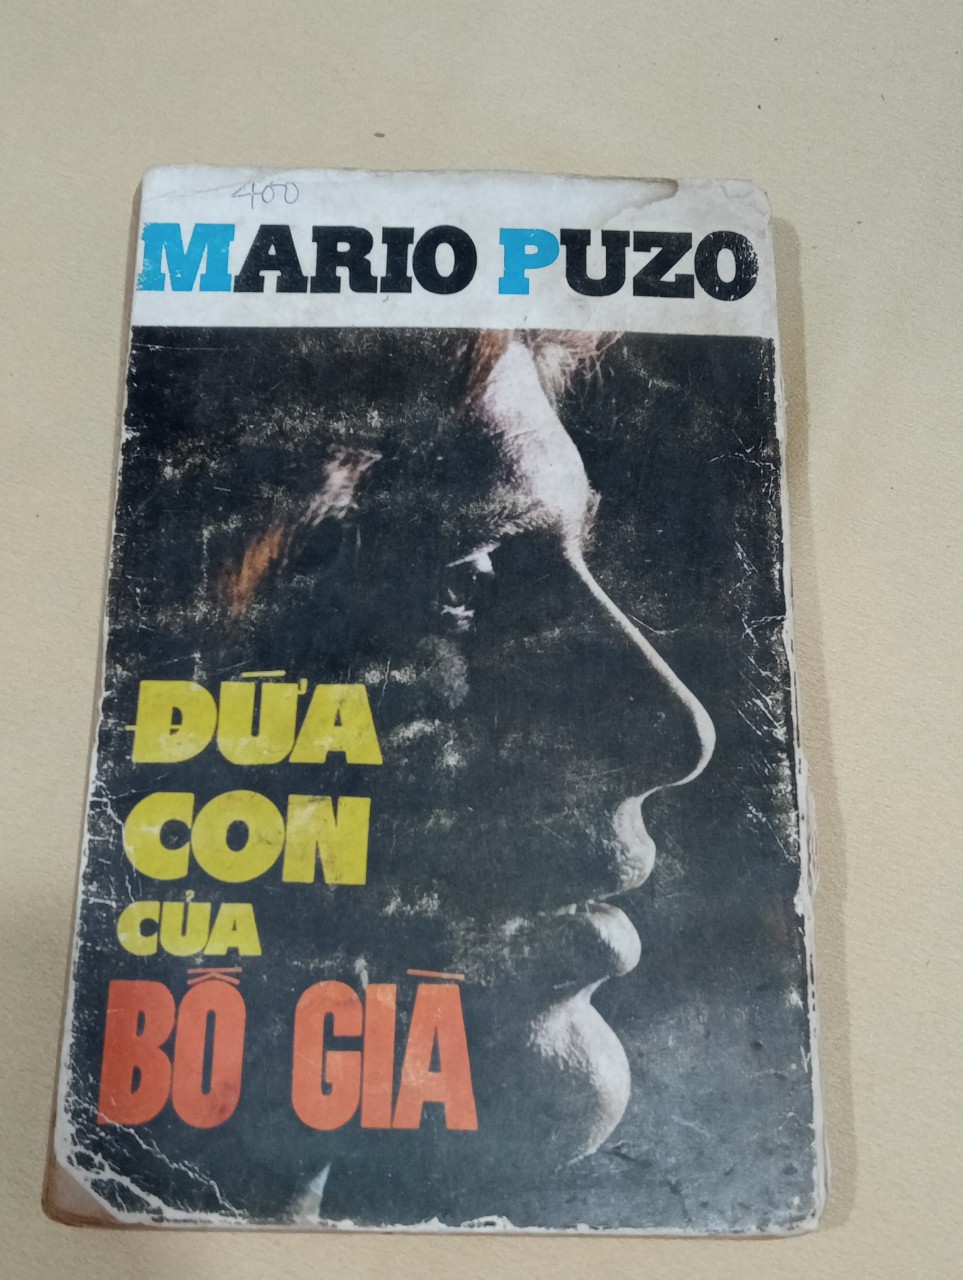 400
MARIO PUZO
ĐỨA
CON
CỦA
BỐ GIÀ